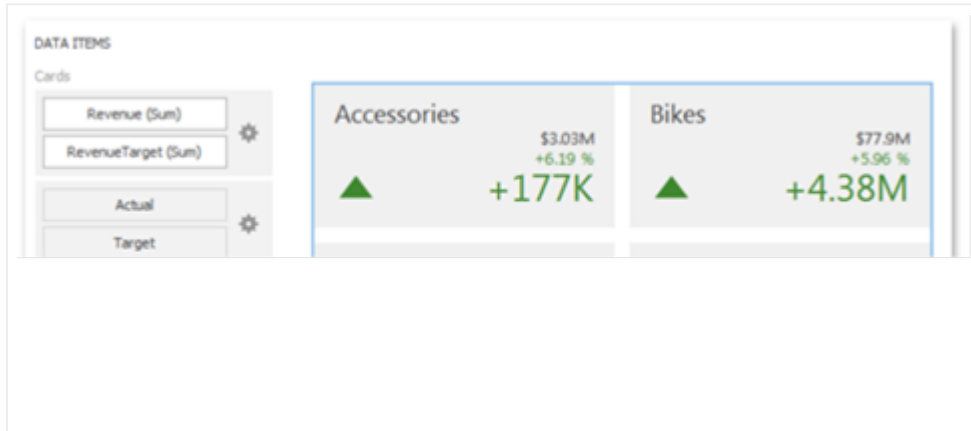 DATA ITEMS
Cards
Revenue (Sum)
RevenueTarget (Sum)
Actual
Target
Accessories
$3.03M
+6.19 %
+177K
Bikes
$77.9M
+5.96 %
+4.38M